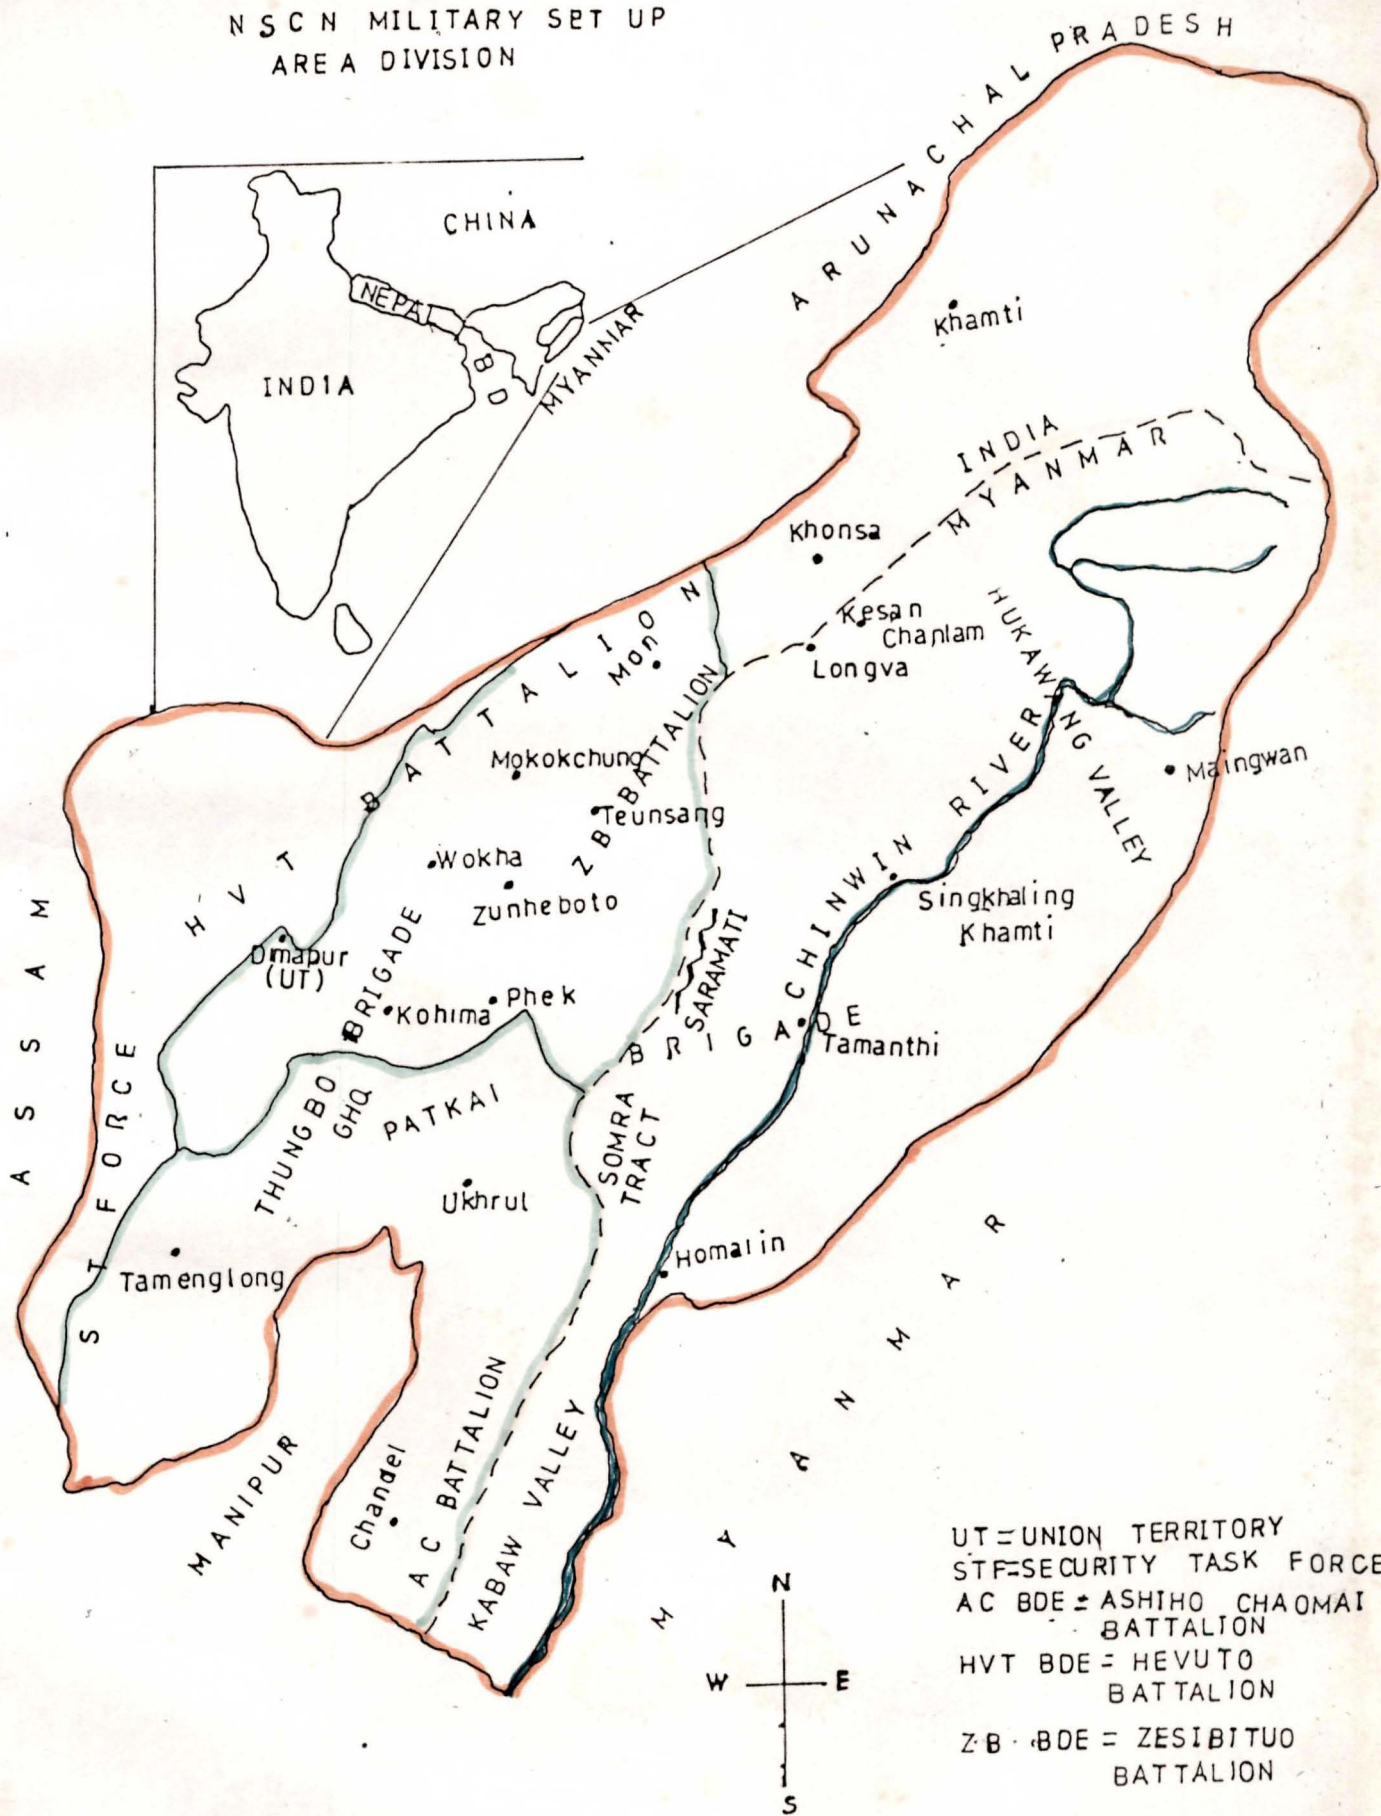 NSCN MILITARY SET UP
AREA DIVISION
ARUNACHAL PRADESH
CHINA
NEPAL
INDIA
BD
MYANMAR
Khamti
INDIA
MYANMAR
Khonsa
Kesan
Chanlam
Longva
HUKAWNG VALLEY
Maingwan
HVT BATTALION
Mon
Mokokchung
ZB BATTALION
Teunsang
Wokha
Zunheboto
CHINWIN RIVER
Singkhaling
Khamti
ASSAM
Dimapur
(UT)
BRIGADE
Kohima
Phek
SARAMATI
BRIGADE
Tamanthi
ST FORCE
THUNGBO
GHQ
PATKAI
SOMRA
TRACT
Ukhrul
Tamenglong
Homalin
MANIPUR
Chandel
AC BATTALION
KABAW VALLEY
MYANMAR
N
W
E
S
UT=UNION TERRITORY
STF=SECURITY TASK FORCE
AC BDE = ASHIHO CHAOMAI
BATTALION
HVT BDE = HEVUTO
BATTALION
Z·B· BDE = ZESIBITUO
BATTALION